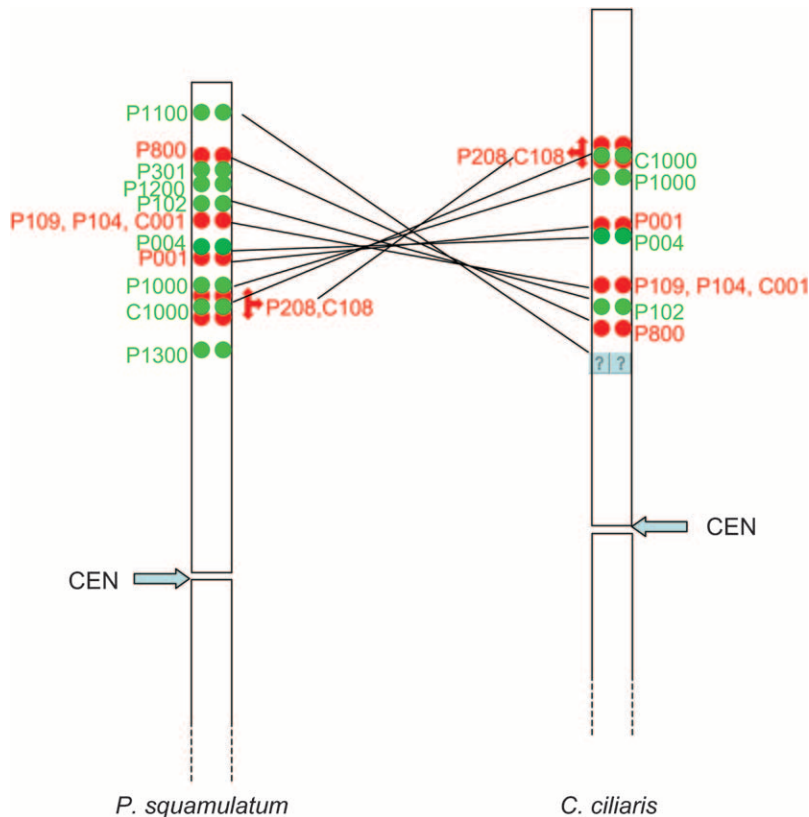 P1100
P800
P301
P1200
P102
P109, P104, C001
P004
P001
P1000
C1000
P208,C108
P1300
CEN
P. squamulatum
P208,C108
C1000
P1000
P001
P004
P109, P104, C001
P102
P800
? ?
CEN
C. ciliaris